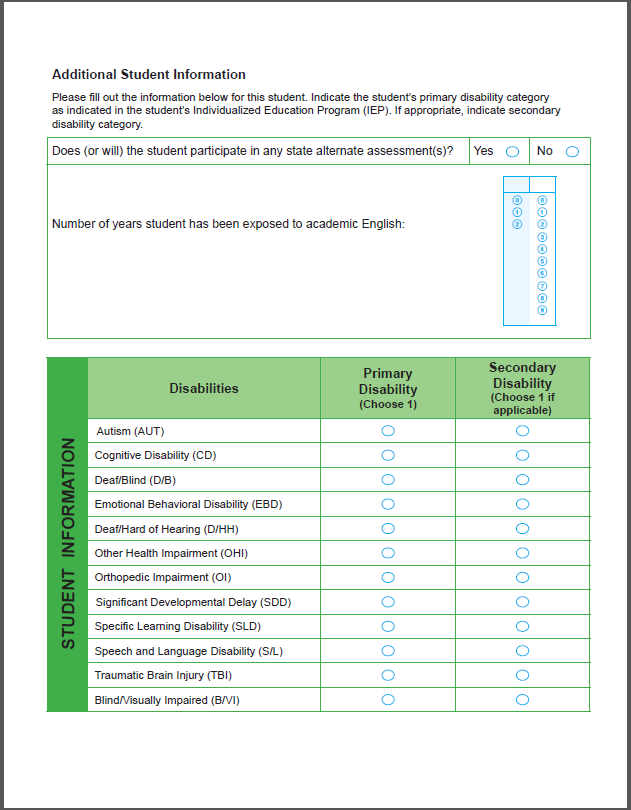 Additional Student Information
Please fill out the information below for this student. Indicate the student's primary disability category
as indicated in the student's Individualized Education Program (IEP). If appropriate, indicate secondary
disability category.
Does (or will) the student participate in any state alternate assessment(s)? Yes No
Number of years student has been exposed to academic English:
0 0
1 1
2 2
3
4
5
6
7
8
9
STUDENT INFORMATION
Disabilities
Primary
Disability
(Choose 1)
Secondary
Disability
(Choose 1 if
applicable)
Autism (AUT)
Cognitive Disability (CD)
Deaf/Blind (D/B)
Emotional Behavioral Disability (EBD)
Deaf/Hard of Hearing (D/HH)
Other Health Impairment (OHI)
Orthopedic Impairment (OI)
Significant Developmental Delay (SDD)
Specific Learning Disability (SLD)
Speech and Language Disability (S/L)
Traumatic Brain Injury (TBI)
Blind/Visually Impaired (B/VI)